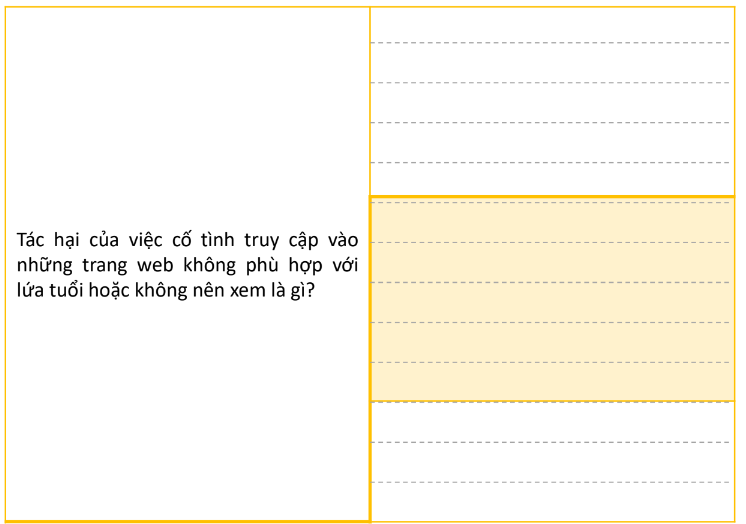 Tác hại của việc cố tình truy cập vào
những trang web không phù hợp với
lứa tuổi hoặc không nên xem là gì?